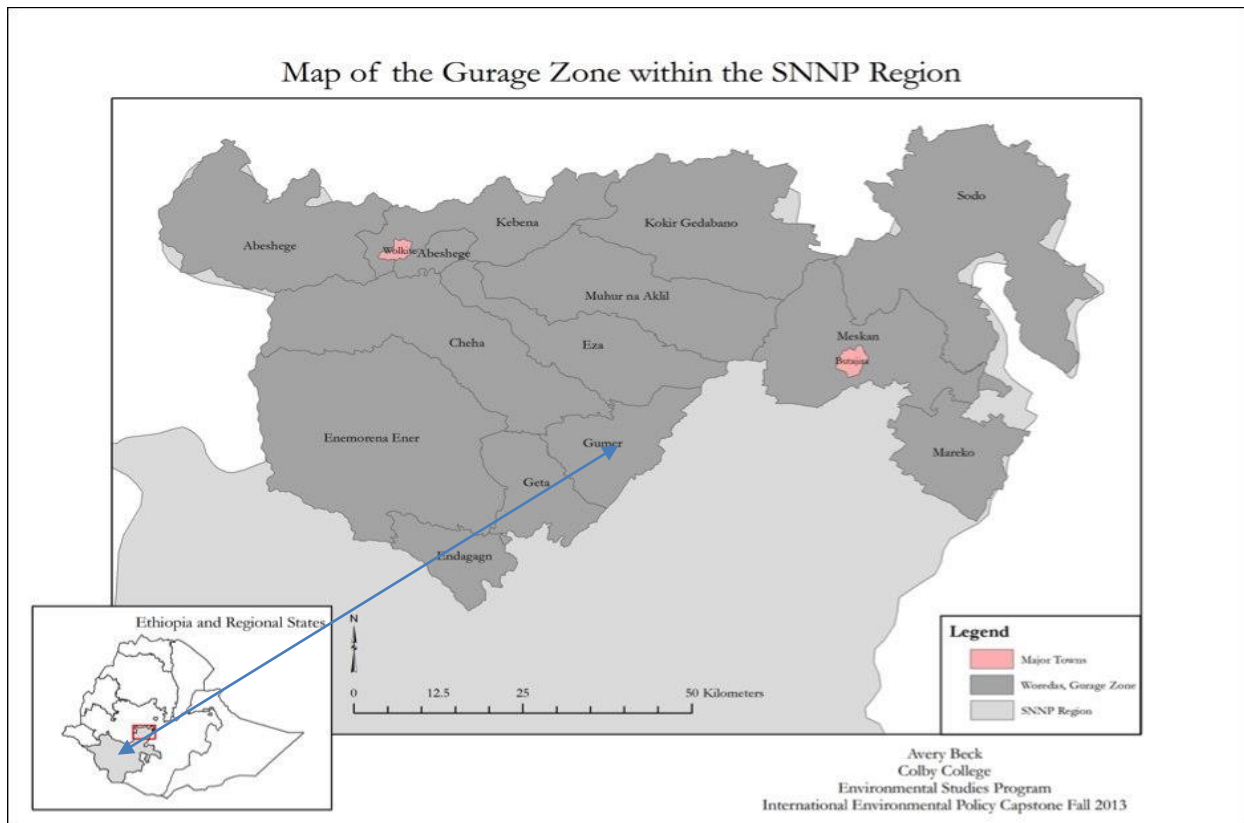 Map of the Gurage Zone within the SNNP Region
Sodo
Kebena
Kokir Gedabano
Abeshege
Wolkite
Abeshege
Muhur na Aklil
Meskan
Cheha
Eza
Butajira
Enemorena Ener
Gumer
Mareko
Geta
Endagagn
Ethiopia and Regional States
N
0 12.5 25 50 Kilometers
Legend
Major Towns
Woredas, Gurage Zone
SNNP Region
Avery Beck
Colby College
Environmental Studies Program
International Environmental Policy Capstone Fall 2013